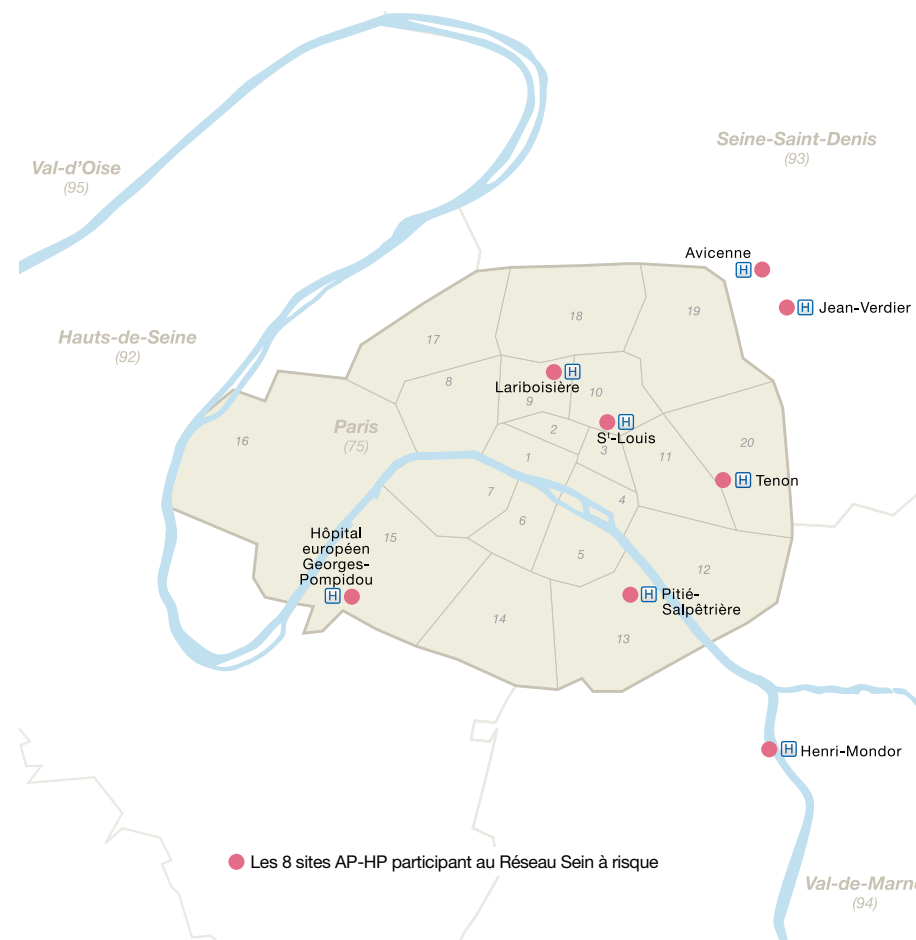 Seine-Saint-Denis
(93)
Val-d'Oise
(95)
Avicenne
H
H Jean-Verdier
19
18
17
Hauts-de-Seine
(92)
H
Lariboisière
8
9
10
Paris
(75)
16
H
S^t-Louis
2
3
20
11
1
H Tenon
7
4
6
Hôpital
européen
Georges-
Pompidou
H
15
5
12
H Pitié-
Salpêtrière
14
13
H Henri-Mondor
Les 8 sites AP-HP participant au Réseau Sein à risque
Val-de-Marne
(94)